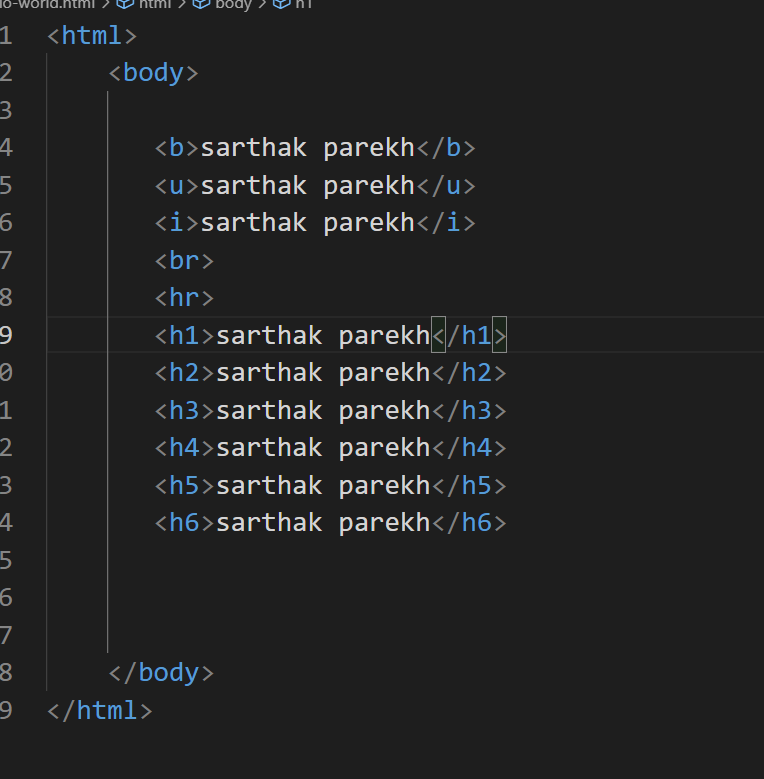 lo-world.html > html > body > h1
1 <html>
2 <body>
3
4 <b>sarthak parekh</b>
5 <u>sarthak parekh</u>
6 <i>sarthak parekh</i>
7 <br>
8 <hr>
9 <h1>sarthak parekh</h1>
0 <h2>sarthak parekh</h2>
1 <h3>sarthak parekh</h3>
2 <h4>sarthak parekh</h4>
3 <h5>sarthak parekh</h5>
4 <h6>sarthak parekh</h6>
5
6
7
8 </body>
9 </html>